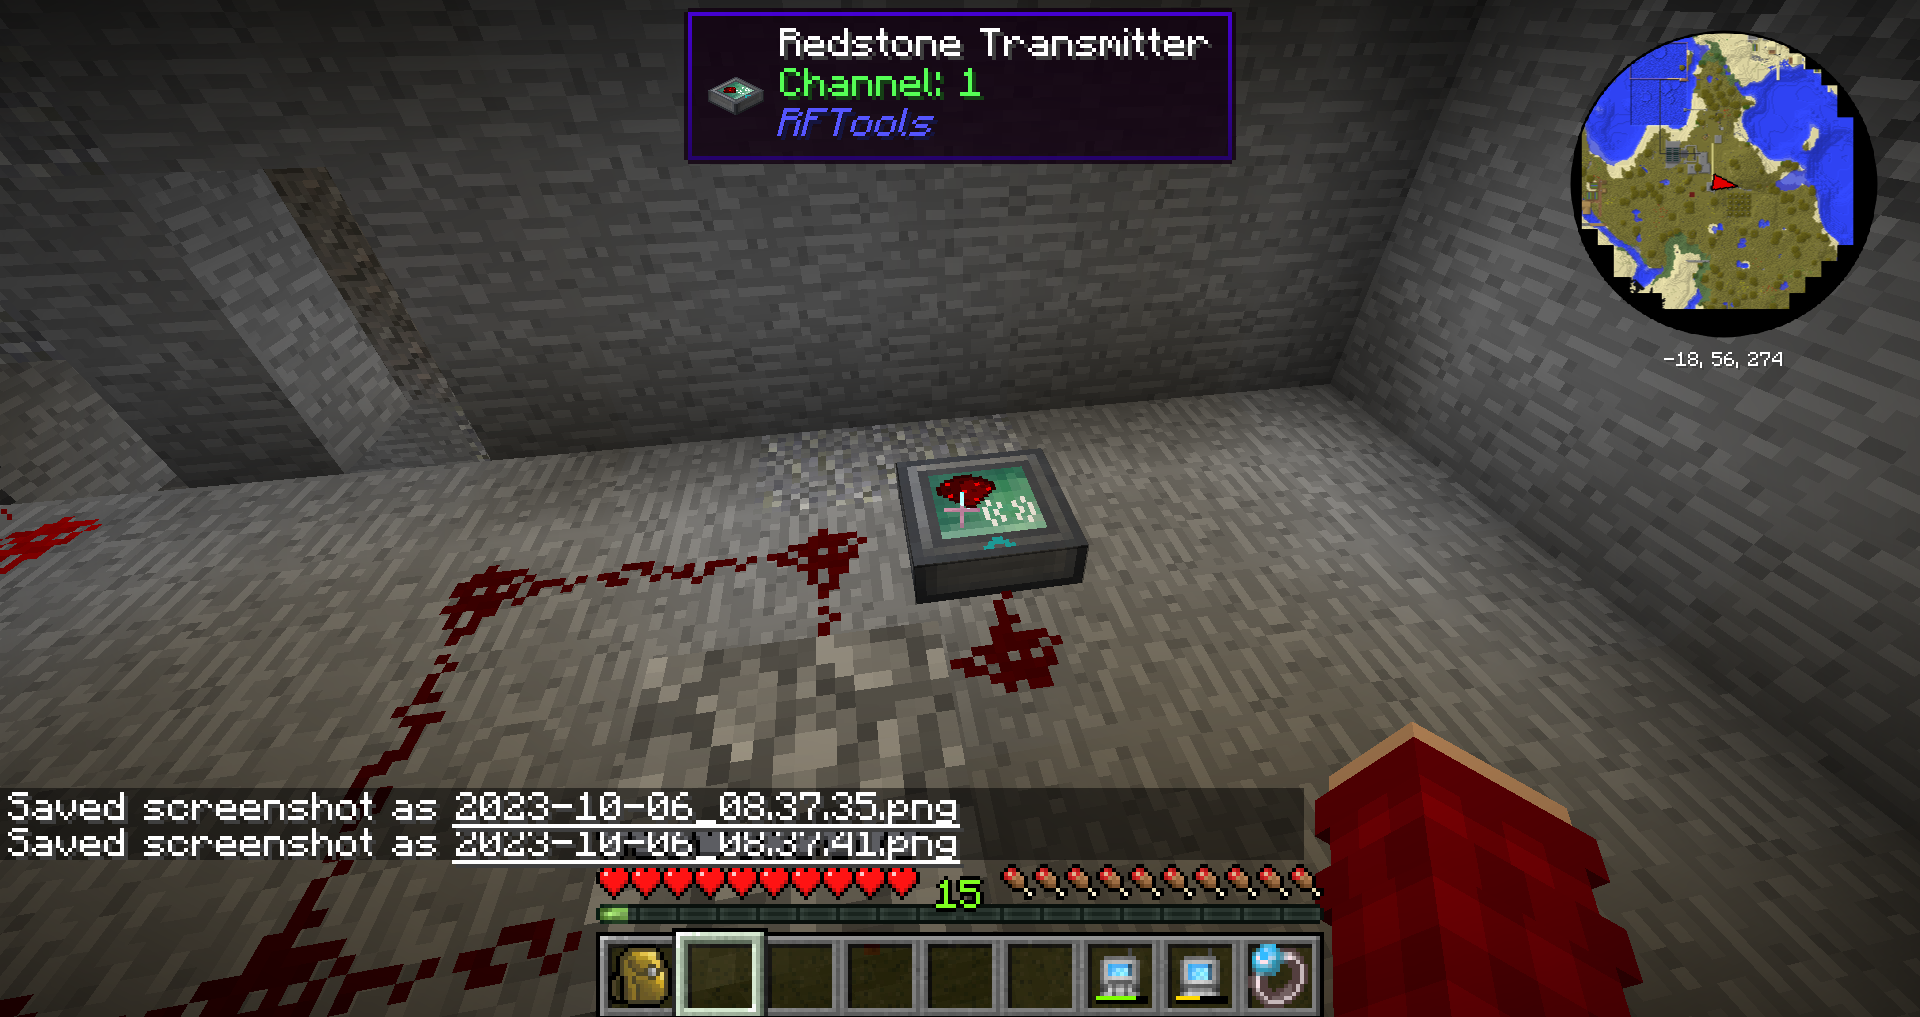 Redstone Transmitter
Channel: 1
RFTools
-18, 56, 274
Saved screenshot as 2023-10-06_08.37.35.png
Saved screenshot as 2023-10-06_08.37.41.png
15